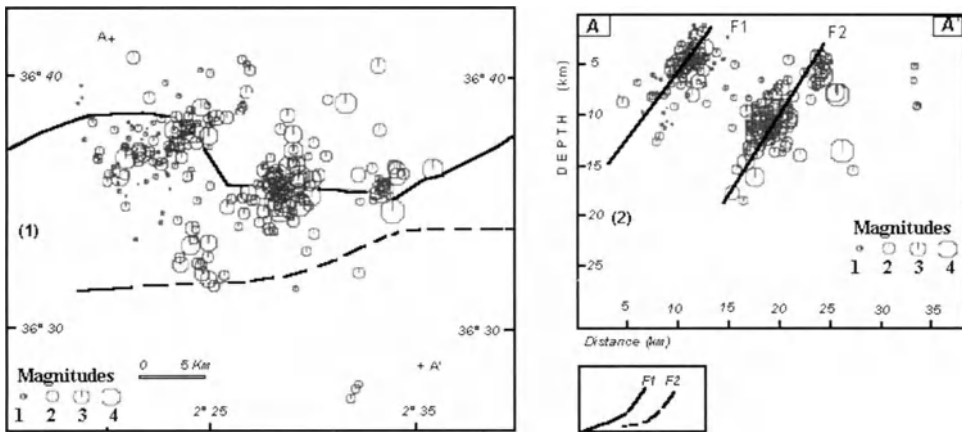 A+
36° 40
36° 40
(1)
36° 30
36° 30
0 5 Km
+ A'
Magnitudes
1 2 3 4
2° 25
2° 35
A
F1
F2
A'
DEPTH (km)
5
10
15
20
25
(2)
Magnitudes
1 2 3 4
5 10 15 20 25 30 35
Distance (km)
F1 F2